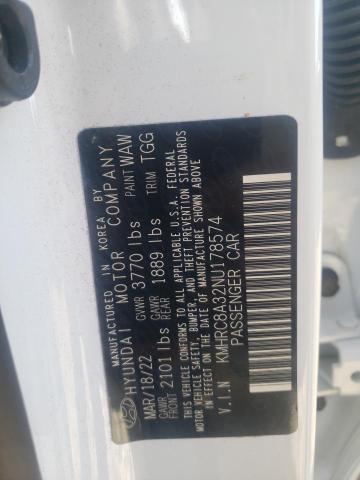 MANUFACTURED IN KOREA BY
HYUNDAI MOTOR COMPANY
MAR/18/22 GVWR 3770 lbs PAINT WAW
GAWR FRONT 2101 lbs GAWR REAR 1889 lbs TRIM TGG
THIS VEHICLE CONFORMS TO ALL APPLICABLE U.S.A. FEDERAL
MOTOR VEHICLE SAFETY, BUMPER, AND THEFT PREVENTION STANDARDS
IN EFFECT ON THE DATE OF MANUFACTURE SHOWN ABOVE.
V.I.N KMHRC8A32NU178574
PASSENGER CAR